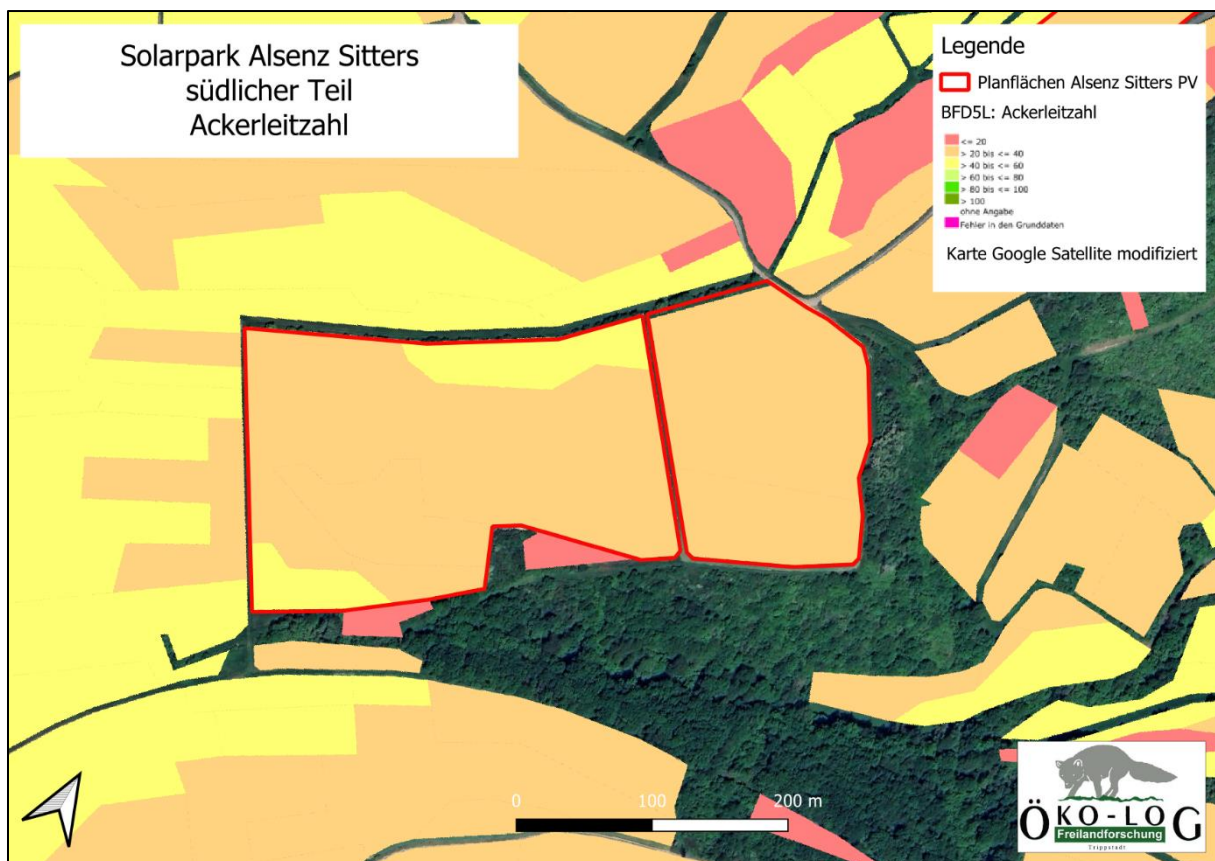 Solarpark Alsenz Sitters
südlicher Teil
Ackerleitzahl
Legende
Planflächen Alsenz Sitters PV
BFD5L: Ackerleitzahl
<= 20
> 20 bis <= 40
> 40 bis <= 60
> 60 bis <= 80
> 80 bis <= 100
> 100
ohne Angabe
Fehler in den Grunddaten
Karte Google Satellite modifiziert
0 100 200 m
ÖKO-LOG
Freilandforschung
Trippstadt